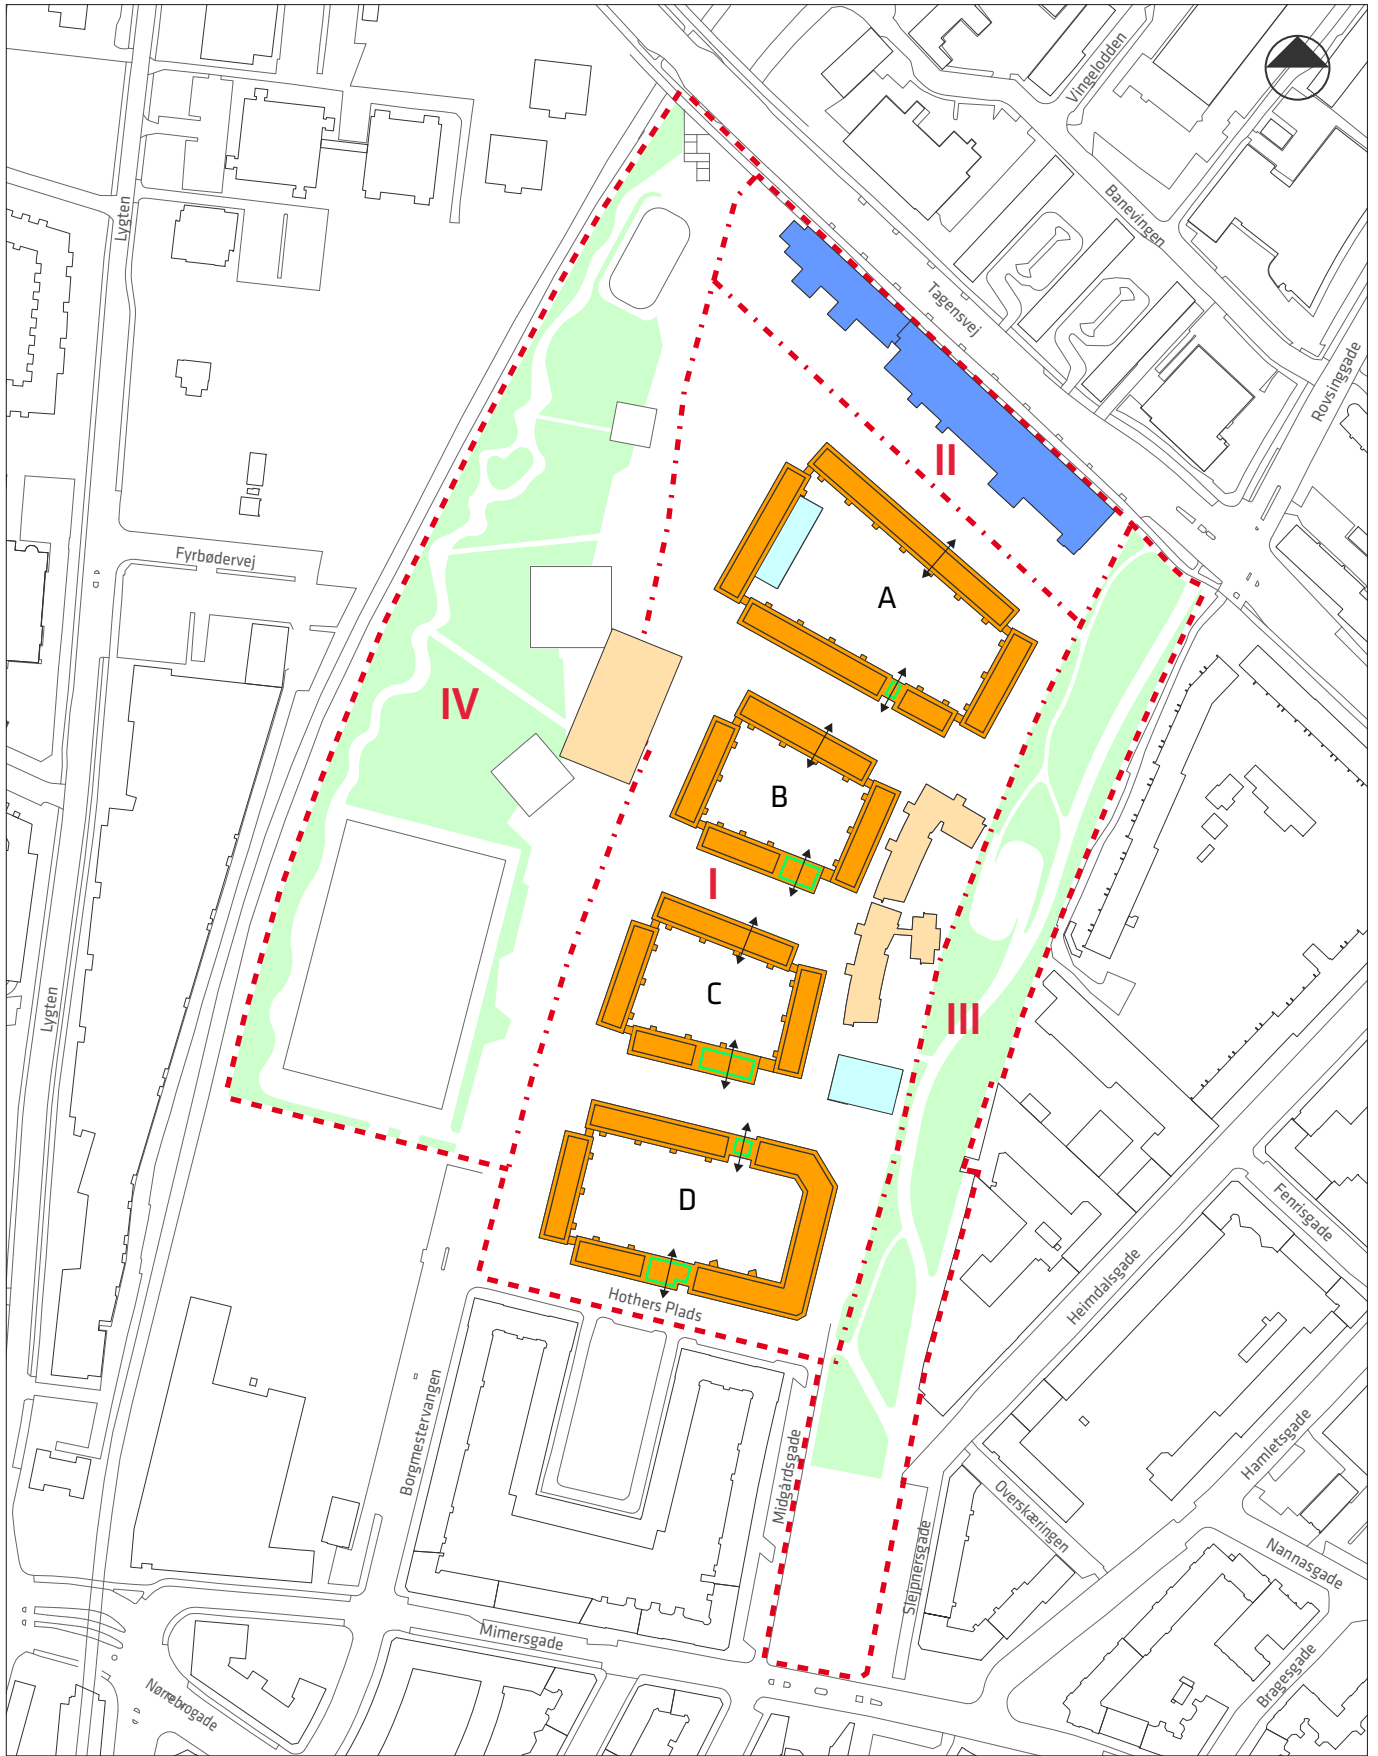 Vingelodden
Lygten
Banevingen
Tagensvej
Rovsinggade
II
Fyrbødervej
A
IV
B
I
C
Lygten
III
D
Fenrisgade
Hothers Plads
Heimdalsgade
Borgmestervangen
Midgårdsgade
Hamletsgade
Overskæringen
Sleipnersgade
Nannasgade
Mimersgade
Bragesgade
Nørrebrogade